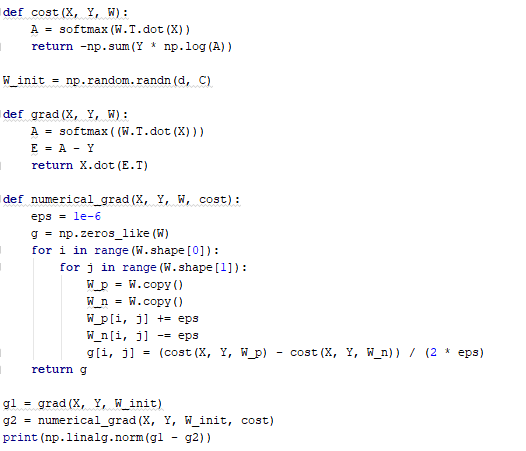 def cost(X, Y, W):
    A = softmax(W.T.dot(X))
    return -np.sum(Y * np.log(A))

W_init = np.random.randn(d, C)

def grad(X, Y, W):
    A = softmax((W.T.dot(X)))
    E = A - Y
    return X.dot(E.T)

def numerical_grad(X, Y, W, cost):
    eps = 1e-6
    g = np.zeros_like(W)
    for i in range(W.shape[0]):
        for j in range(W.shape[1]):
            W_p = W.copy()
            W_n = W.copy()
            W_p[i, j] += eps
            W_n[i, j] -= eps
            g[i, j] = (cost(X, Y, W_p) - cost(X, Y, W_n)) / (2 * eps)
    return g

g1 = grad(X, Y, W_init)
g2 = numerical_grad(X, Y, W_init, cost)
print(np.linalg.norm(g1 - g2))